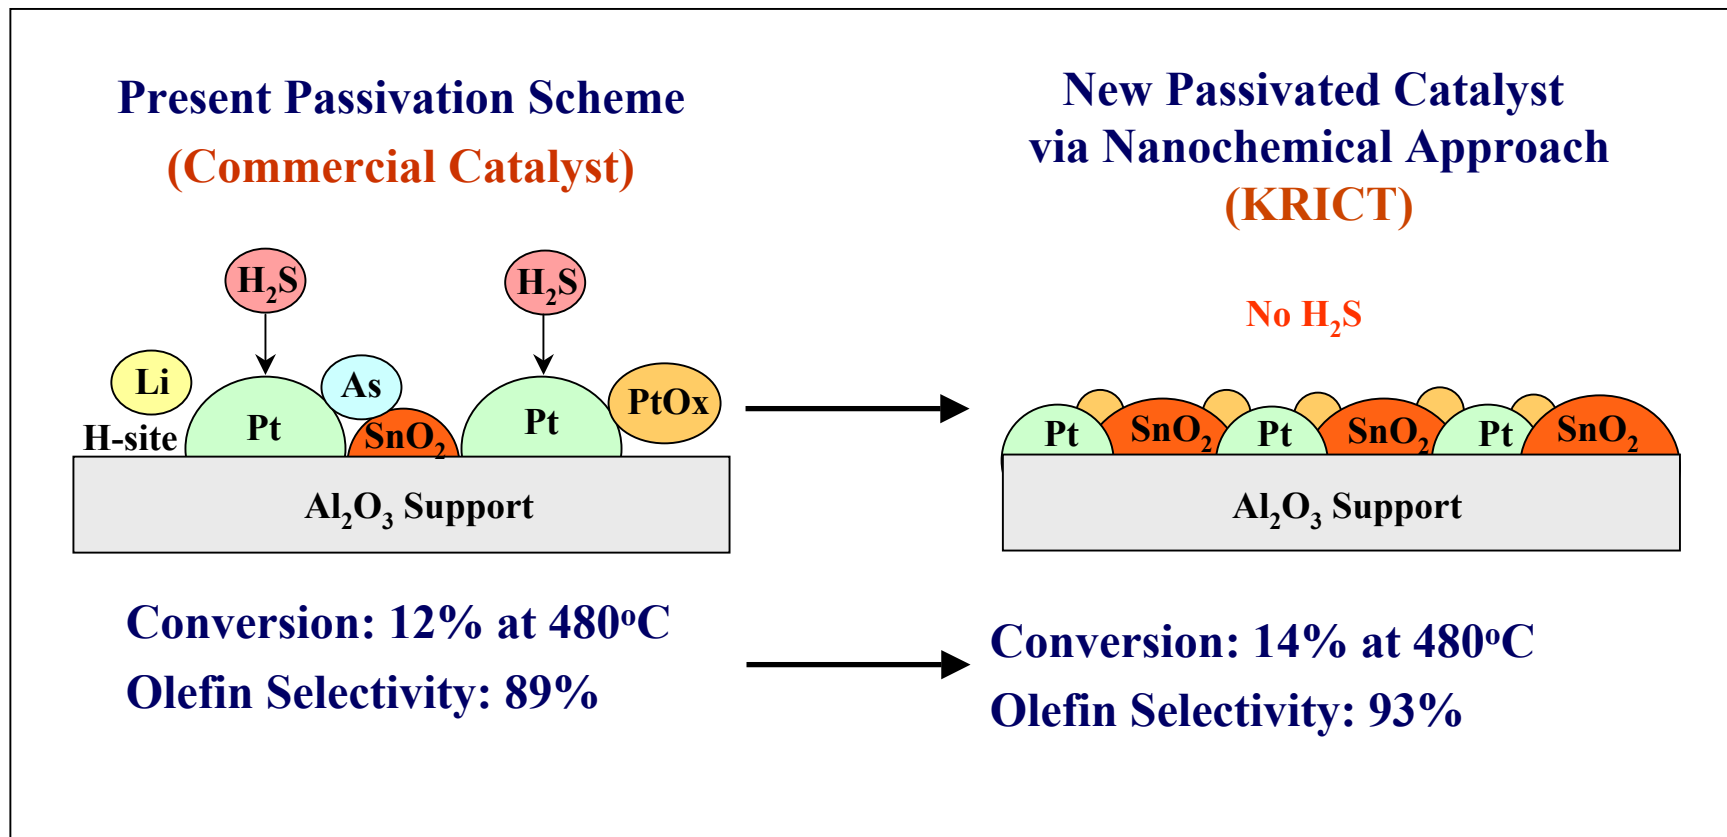 Present Passivation Scheme
(Commercial Catalyst)
H₂S
H₂S
Li
As
PtOx
H-site
Pt
SnO₂
Pt
Al₂O₃ Support
Conversion: 12% at 480°C
Olefin Selectivity: 89%
New Passivated Catalyst
via Nanochemical Approach
(KRICT)
No H₂S
Pt
SnO₂
Pt
SnO₂
Pt
SnO₂
Al₂O₃ Support
Conversion: 14% at 480°C
Olefin Selectivity: 93%